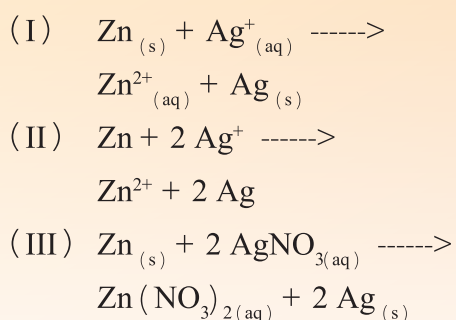 (I) Zn (s) + Ag⁺ (aq) ------>
Zn²⁺ (aq) + Ag (s)
(II) Zn + 2 Ag⁺ ------>
Zn²⁺ + 2 Ag
(III) Zn (s) + 2 AgNO₃(aq) ------>
Zn (NO₃)₂ (aq) + 2 Ag (s)